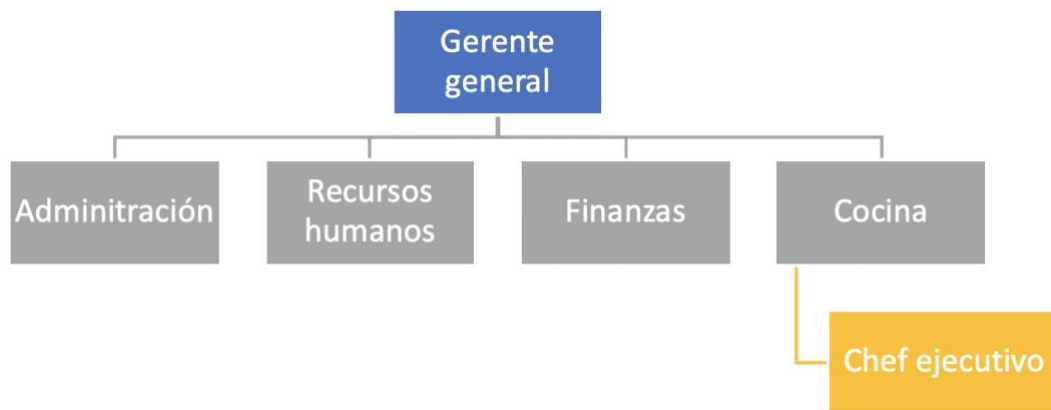 Gerente
general
Adminitración
Recursos
humanos
Finanzas
Cocina
Chef ejecutivo